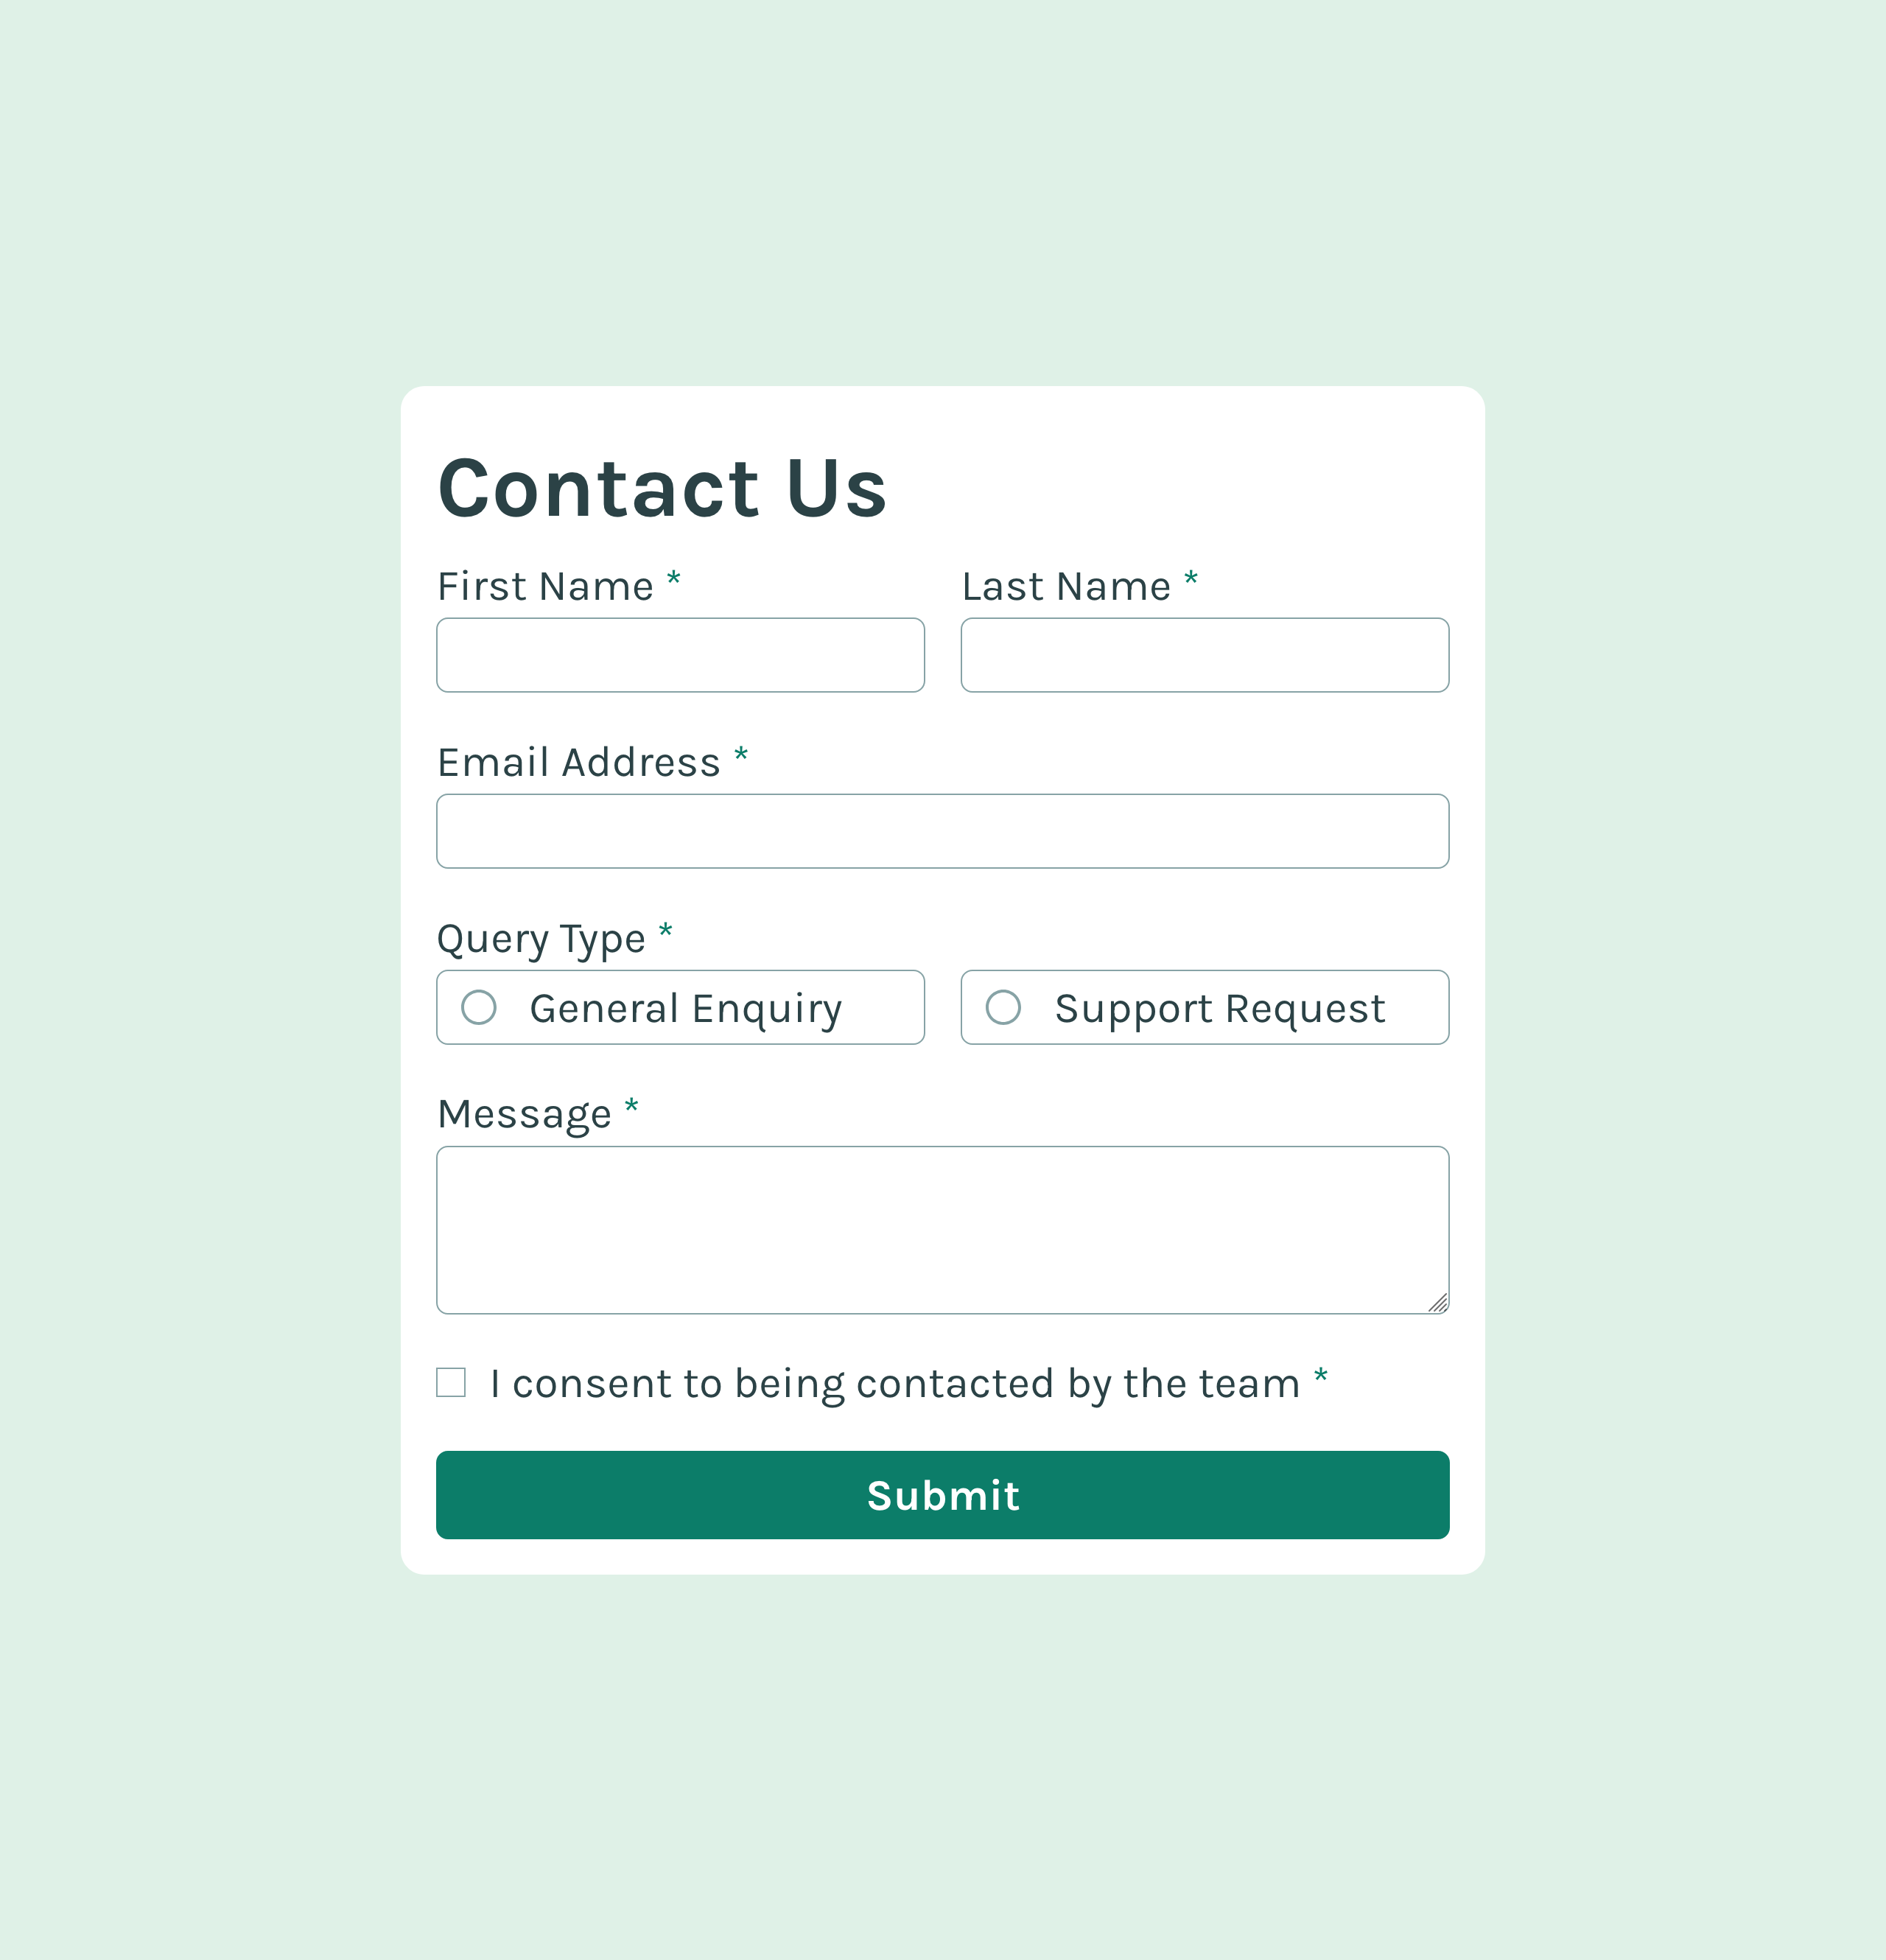 Contact Us
First Name *
Last Name *
Email Address *
Query Type *
General Enquiry
Support Request
Message *
I consent to being contacted by the team *
Submit